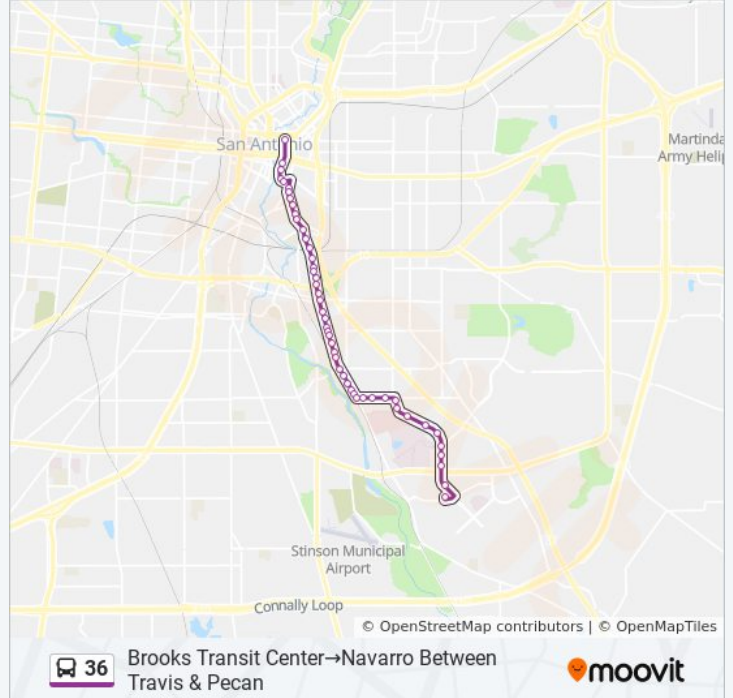 San Antonio
Martinda
Army Helip
Stinson Municipal
Airport
Connally Loop
© OpenStreetMap contributors | © OpenMapTiles
36
Brooks Transit Center→Navarro Between
Travis & Pecan
moovit